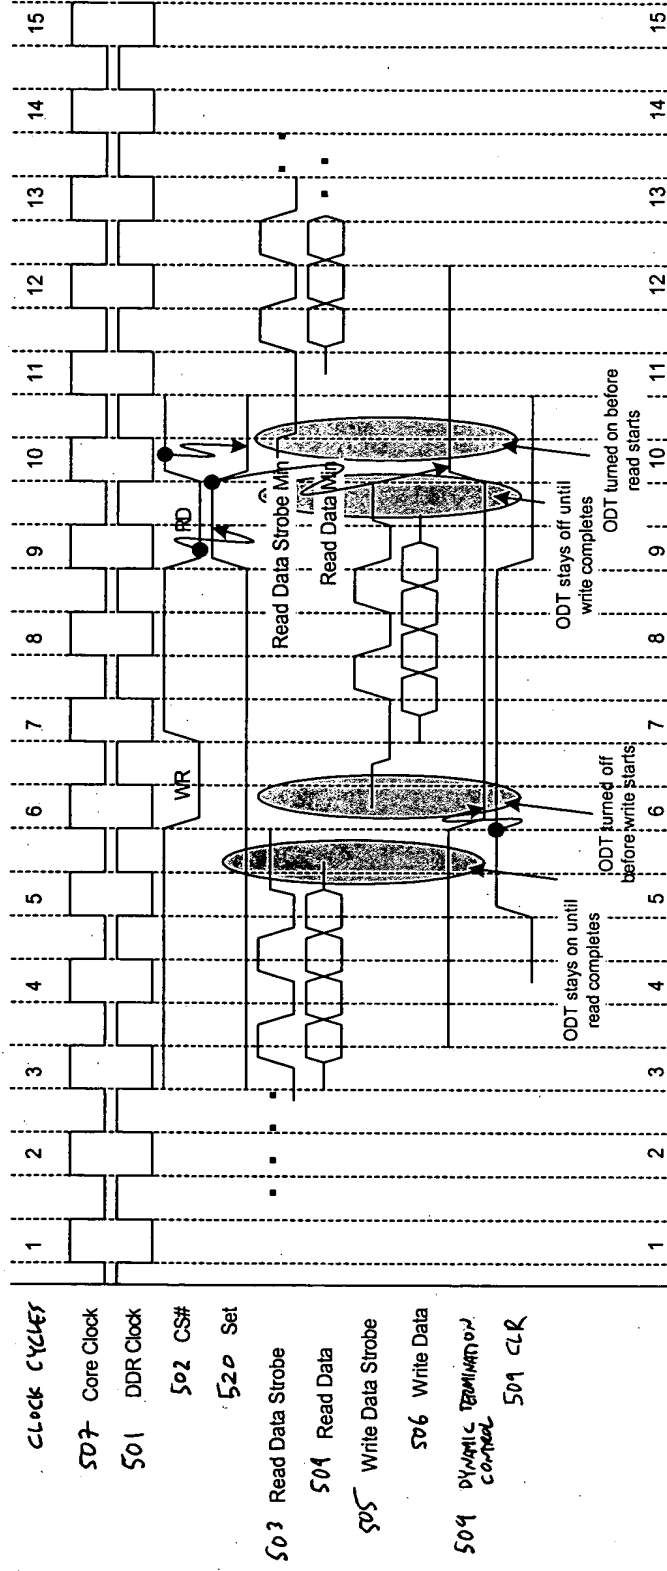 CLOCK CYCLES
1 2 3 4 5 6 7 8 9 10 11 12 13 14 15
507 Core Clock
501 DDR Clock
502 CS#
WR
RD
520 Set
503 Read Data Strobe
Read Data Strobe Min
504 Read Data
Read Data Min
505 Write Data Strobe
506 Write Data
509 DYNAMIC TERMINATION
CONTROL
509 CLR
ODT stays on until
read completes
ODT turned off
before write starts
ODT stays off until
write completes
ODT turned on before
read starts
1 2 3 4 5 6 7 8 9 10 11 12 13 14 15